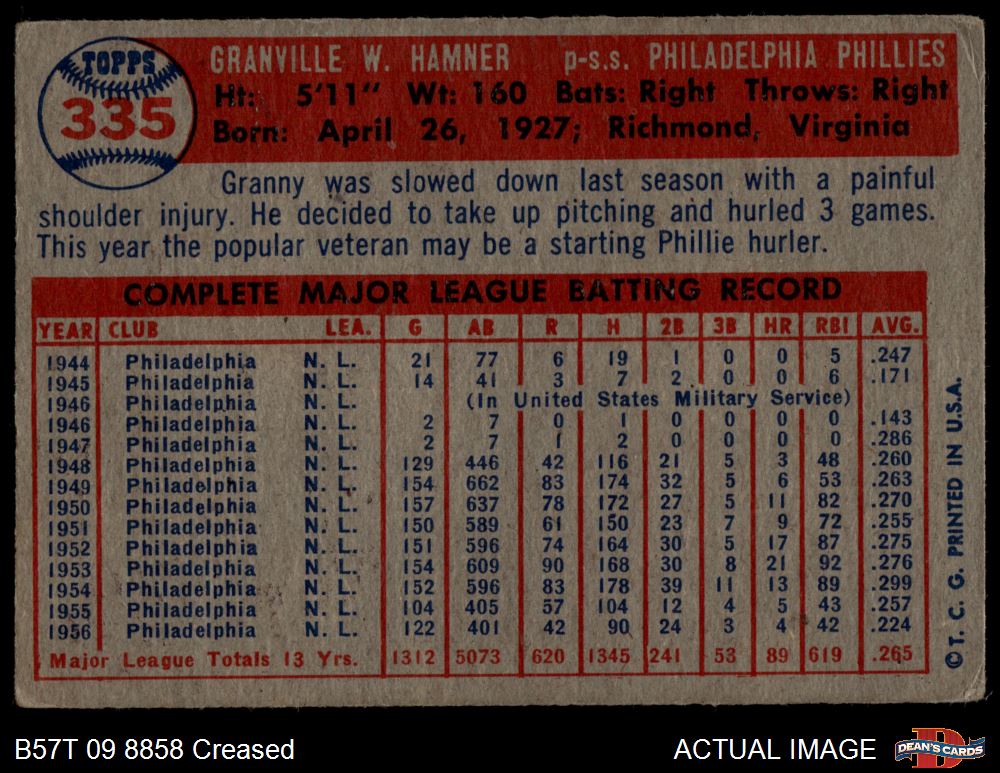 TOPPS
335
GRANVILLE W. HAMNER p-s.s. PHILADELPHIA PHILLIES
Ht: 5'11" Wt: 160 Bats: Right Throws: Right
Born: April 26, 1927; Richmond, Virginia
Granny was slowed down last season with a painful
shoulder injury. He decided to take up pitching and hurled 3 games.
This year the popular veteran may be a starting Phillie hurler.
COMPLETE MAJOR LEAGUE BATTING RECORD
YEAR CLUB LEA. G AB R H 2B 3B HR RBI AVG.
1944 Philadelphia N. L. 21 77 6 19 1 0 0 5 .247
1945 Philadelphia N. L. 14 41 3 7 2 0 0 6 .171
1946 Philadelphia N. L. (In United States Military Service)
1946 Philadelphia N. L. 2 7 0 1 0 0 0 0 .143
1947 Philadelphia N. L. 2 7 1 2 0 0 0 0 .286
1948 Philadelphia N. L. 129 446 42 116 21 5 3 48 .260
1949 Philadelphia N. L. 154 662 83 174 32 5 6 53 .263
1950 Philadelphia N. L. 157 637 78 172 27 5 11 82 .270
1951 Philadelphia N. L. 150 589 61 150 23 7 9 72 .255
1952 Philadelphia N. L. 151 596 74 164 30 5 17 87 .275
1953 Philadelphia N. L. 154 609 90 168 30 8 21 92 .276
1954 Philadelphia N. L. 152 596 83 178 39 11 13 89 .299
1955 Philadelphia N. L. 104 405 57 104 12 4 5 43 .257
1956 Philadelphia N. L. 122 401 42 90 24 3 4 42 .224
Major League Totals 13 Yrs. 1312 5073 620 1345 241 53 89 619 .265
© T. C. G. PRINTED IN U.S.A.
B57T 09 8858 Creased
ACTUAL IMAGE
D
DEAN'S CARDS